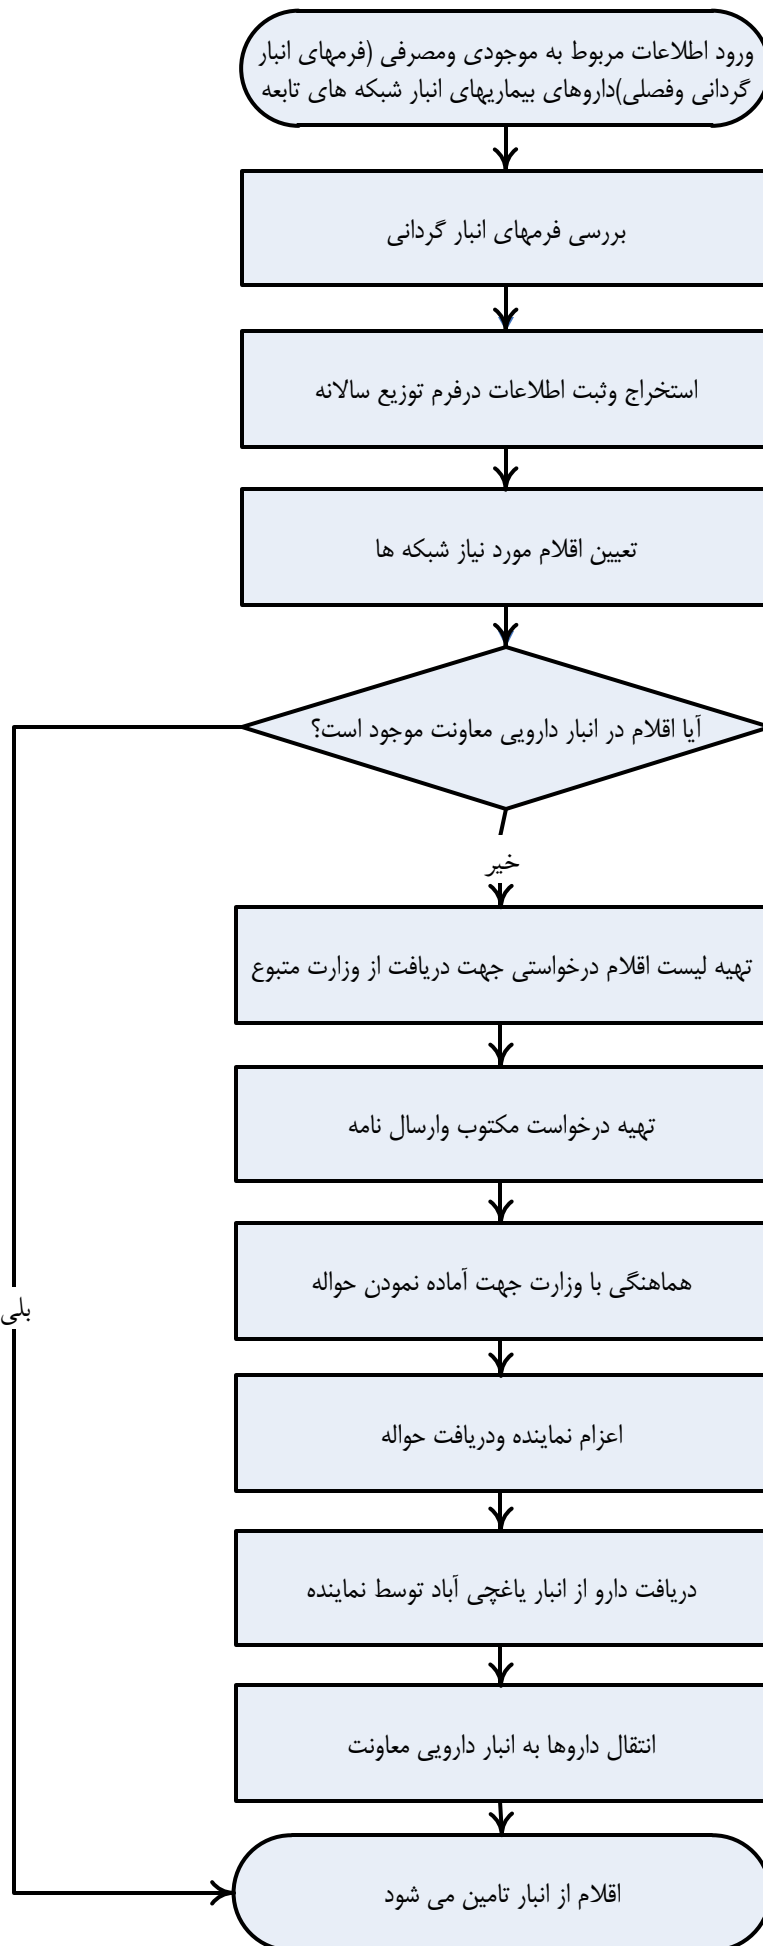 ورود اطلاعات مربوط به موجودی ومصرفی (فرمهای انبار
گردانی وفصلی)داروهای بیماریهای انبار شبکه های تابعه
بررسی فرمهای انبار گردانی
استخراج وثبت اطلاعات درفرم توزیع سالانه
تعیین اقلام مورد نیاز شبکه ها
آیا اقلام در انبار دارویی معاونت موجود است؟
خیر
تهیه لیست اقلام درخواستی جهت دریافت از وزارت متبوع
تهیه درخواست مکتوب وارسال نامه
هماهنگی با وزارت جهت آماده نمودن حواله
بلی
اعزام نماینده ودریافت حواله
دریافت دارو از انبار یاغچی آباد توسط نماینده
انتقال داروها به انبار دارویی معاونت
اقلام از انبار تامین می شود